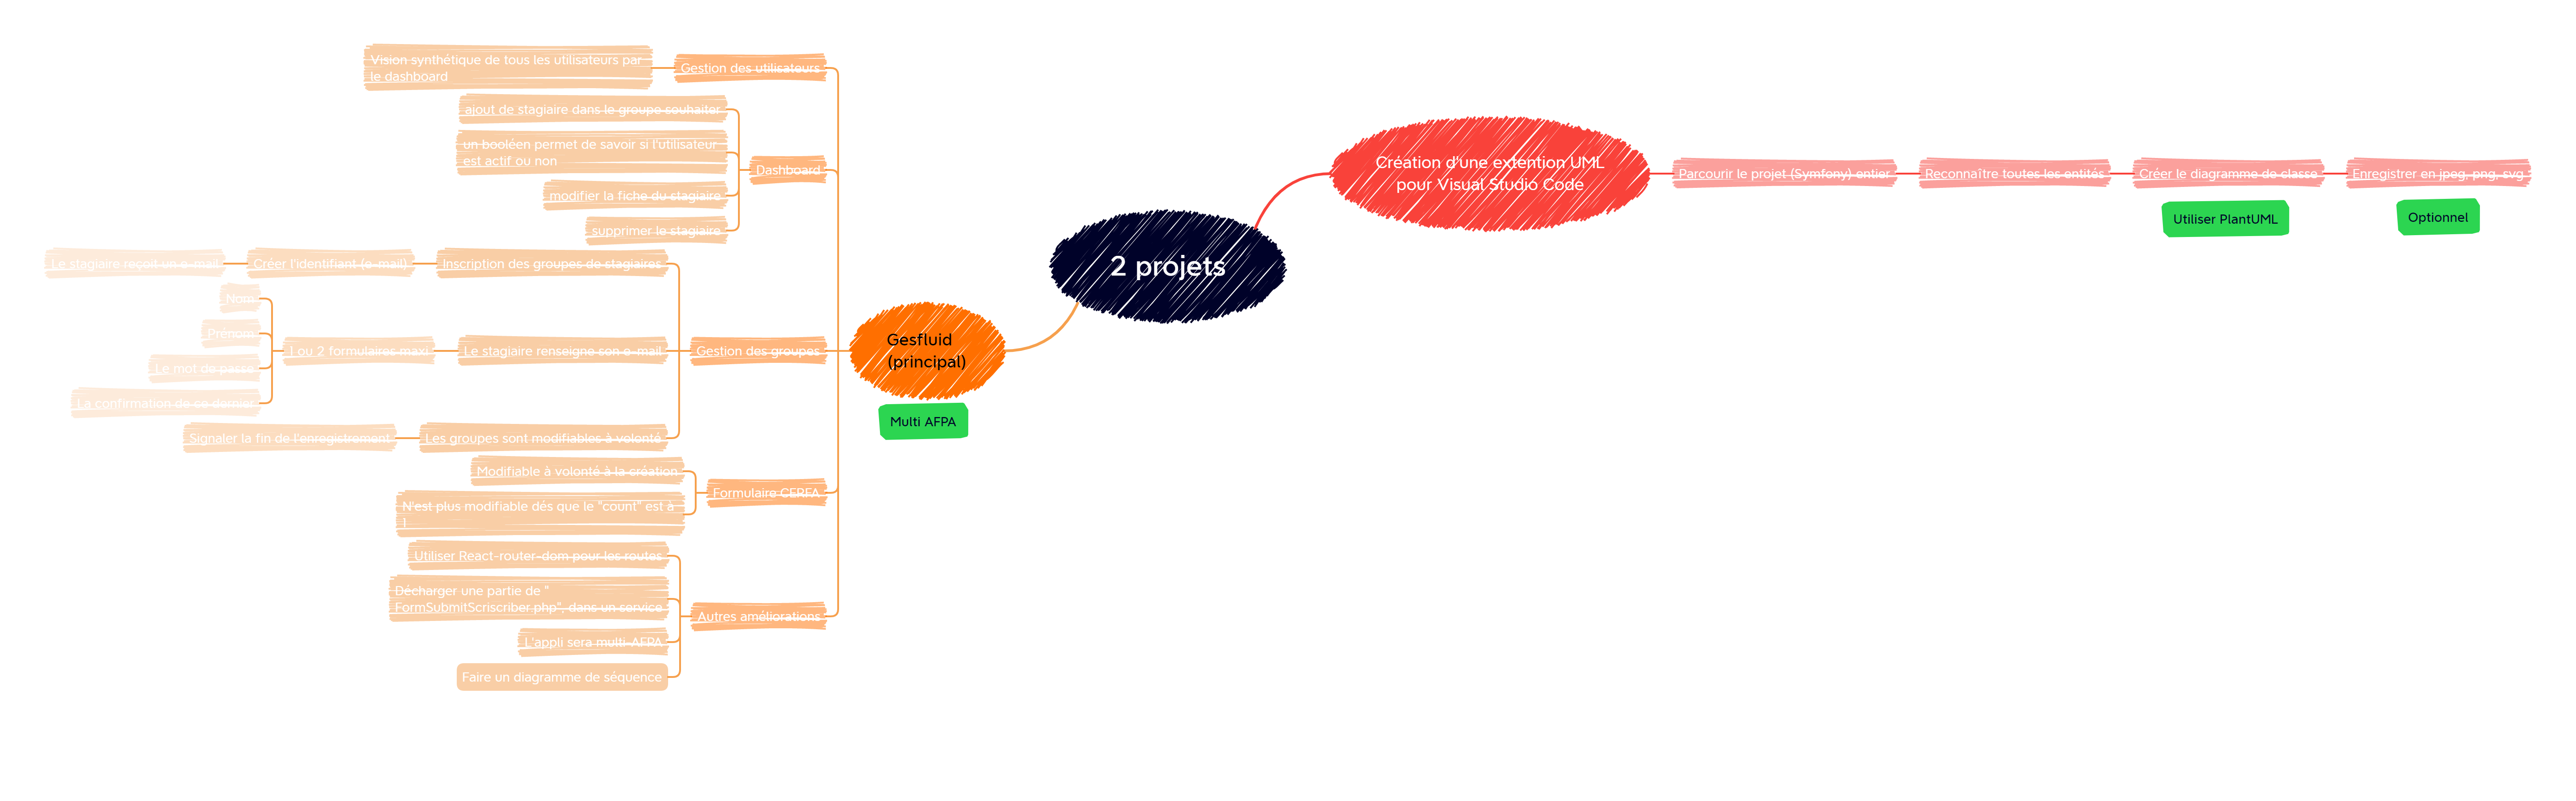 2 projets
Création d'une extention UML
pour Visual Studio Code
Parcourir le projet (Symfony) entier
Reconnaître toutes les entités
Créer le diagramme de classe
Utiliser PlantUML
Enregistrer en jpeg, png, svg
Optionnel
Gesfluid
(principal)
Multi AFPA
Gestion des utilisateurs
Vision synthétique de tous les utilisateurs par
le dashboard
Dashboard
ajout de stagiaire dans le groupe souhaiter
un booléen permet de savoir si l'utilisateur
est actif ou non
modifier la fiche du stagiaire
supprimer le stagiaire
Gestion des groupes
Inscription des groupes de stagiaires
Créer l'identifiant (e-mail)
Le stagiaire reçoit un e-mail
Le stagiaire renseigne son e-mail
1 ou 2 formulaires maxi
Nom
Prénom
Le mot de passe
La confirmation de ce dernier
Les groupes sont modifiables à volonté
Signaler la fin de l'enregistrement
Formulaire CERFA
Modifiable à volonté à la création
N'est plus modifiable dés que le "count" est à
1
Autres améliorations
Utiliser React-router-dom pour les routes
Décharger une partie de "
FormSubmitScriscriber.php", dans un service
L'appli sera multi-AFPA
Faire un diagramme de séquence